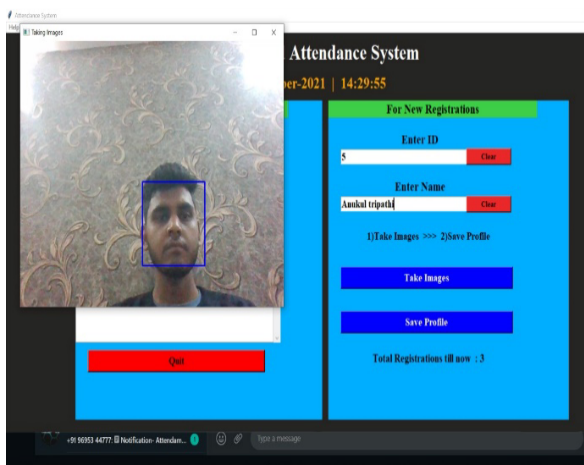 Attendance System
Help
Taking Images
Attendance System
ber-2021 | 14:29:55
For New Registrations
Enter ID
5
Clear
Enter Name
Anukul tripathi
Clear
1)Take Images >>> 2)Save Profile
Take Images
Save Profile
Quit
Total Registrations till now : 3
+91 96953 44777: Notification- Attendam...
1
Type a message